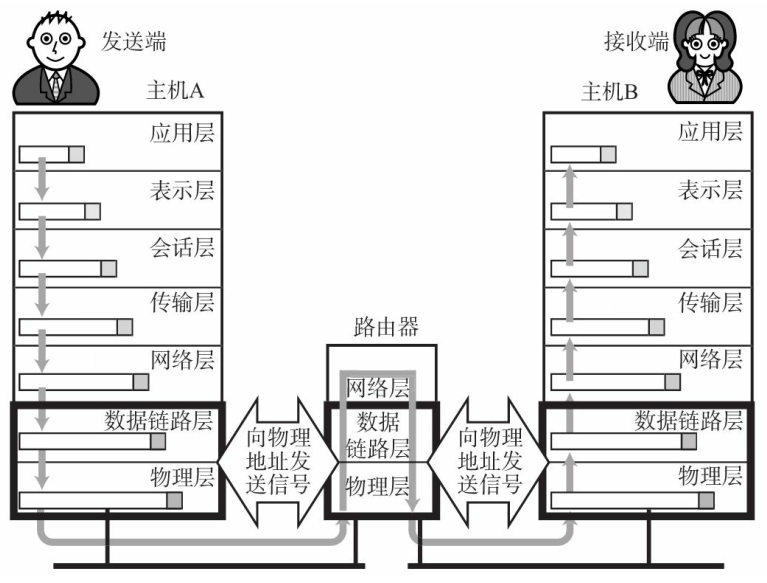 发送端
接收端
主机A
主机B
应用层
表示层
会话层
传输层
网络层
数据链路层
物理层
路由器
网络层
数据
链路层
物理层
向物理
地址发
送信号
向物理
地址发
送信号
应用层
表示层
会话层
传输层
网络层
数据链路层
物理层